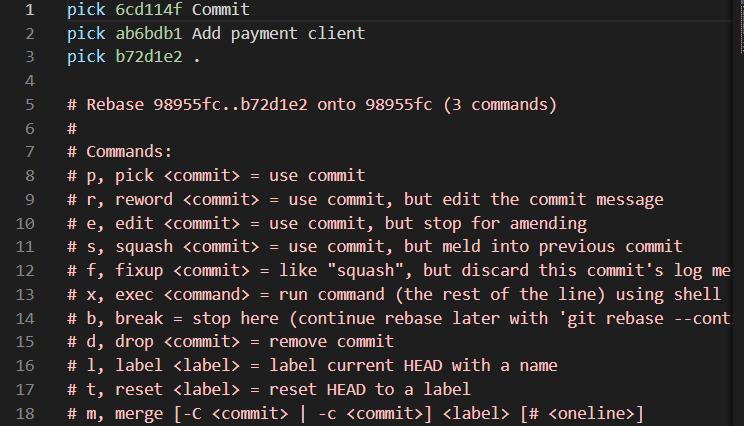 1 pick 6cd114f Commit
2 pick ab6bdb1 Add payment client
3 pick b72d1e2 .
4
5 # Rebase 98955fc..b72d1e2 onto 98955fc (3 commands)
6 #
7 # Commands:
8 # p, pick <commit> = use commit
9 # r, reword <commit> = use commit, but edit the commit message
10 # e, edit <commit> = use commit, but stop for amending
11 # s, squash <commit> = use commit, but meld into previous commit
12 # f, fixup <commit> = like "squash", but discard this commit's log me
13 # x, exec <command> = run command (the rest of the line) using shell
14 # b, break = stop here (continue rebase later with 'git rebase --cont
15 # d, drop <commit> = remove commit
16 # l, label <label> = label current HEAD with a name
17 # t, reset <label> = reset HEAD to a label
18 # m, merge [-C <commit> | -c <commit>] <label> [# <oneline>]